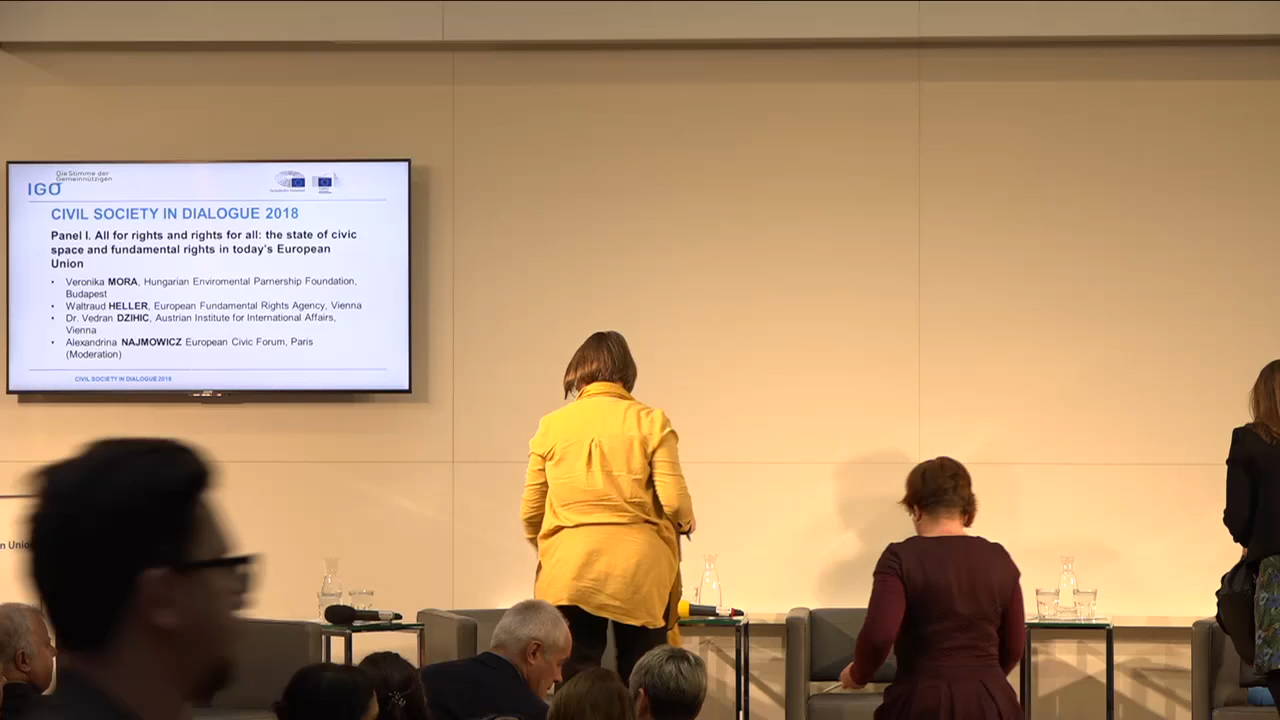 Die Stimme der
Gemeinnützigen
IGO
CIVIL SOCIETY IN DIALOGUE 2018
Panel I. All for rights and rights for all: the state of civic
space and fundamental rights in today's European
Union
• Veronika MORA, Hungarian Enviromental Parnership Foundation,
Budapest
• Waltraud HELLER, European Fundamental Rights Agency, Vienna
• Dr. Vedran DZIHIC, Austrian Institute for International Affairs,
Vienna
• Alexandrina NAJMOWICZ European Civic Forum, Paris
(Moderation)
CIVIL SOCIETY IN DIALOGUE 2018
n Unio